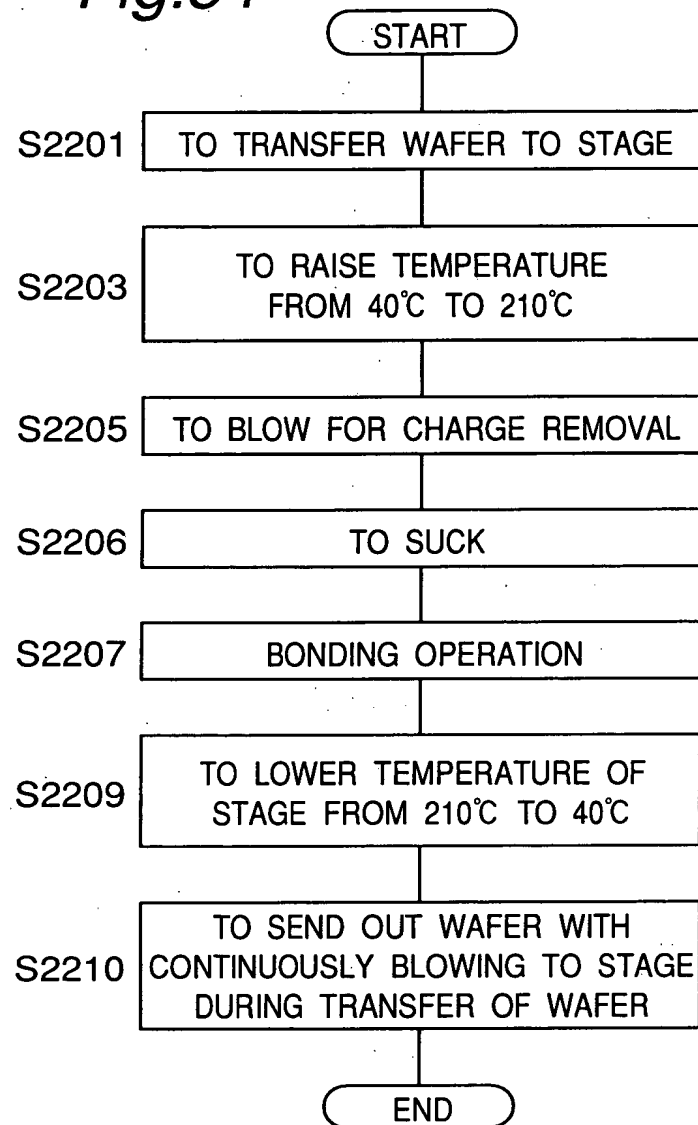 START
S2201 TO TRANSFER WAFER TO STAGE
S2203 TO RAISE TEMPERATURE
FROM 40℃ TO 210℃
S2205 TO BLOW FOR CHARGE REMOVAL
S2206 TO SUCK
S2207 BONDING OPERATION
S2209 TO LOWER TEMPERATURE OF
STAGE FROM 210℃ TO 40℃
TO SEND OUT WAFER WITH
S2210 CONTINUOUSLY BLOWING TO STAGE
DURING TRANSFER OF WAFER
END